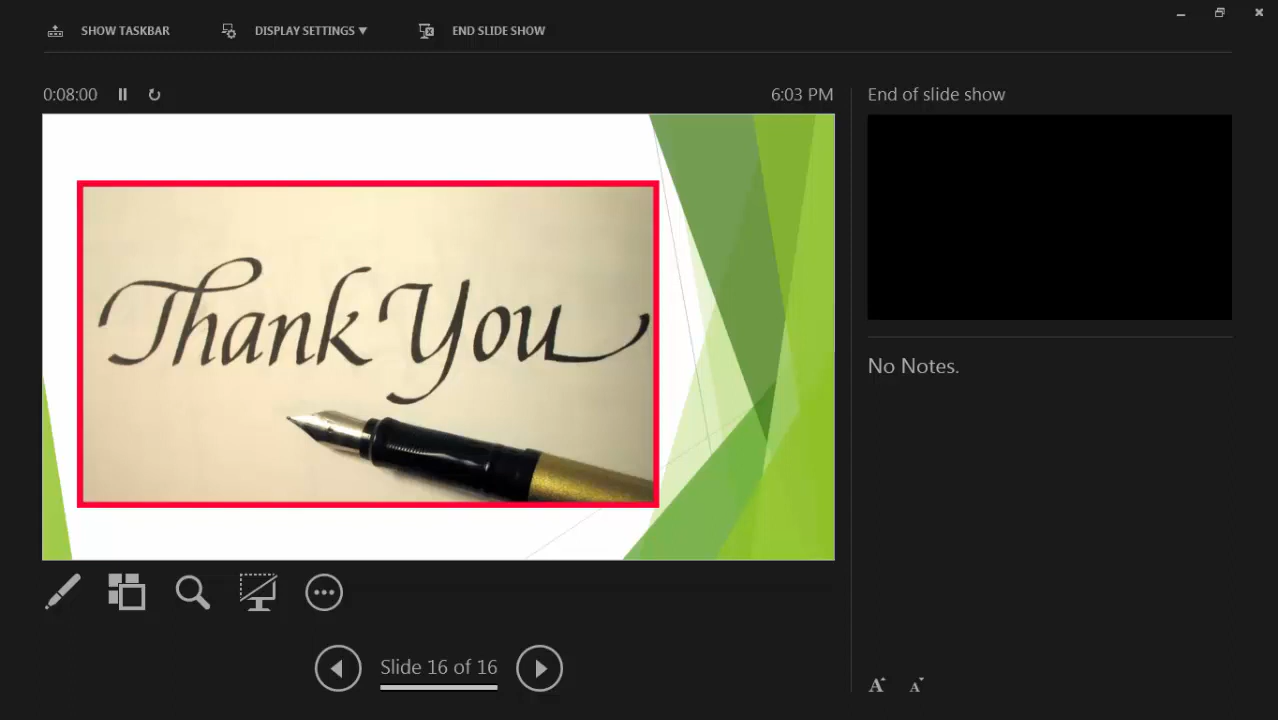 SHOW TASKBAR DISPLAY SETTINGS ▼ END SLIDE SHOW
0:08:00 6:03 PM
Thank You
Slide 16 of 16
End of slide show
No Notes.
A A